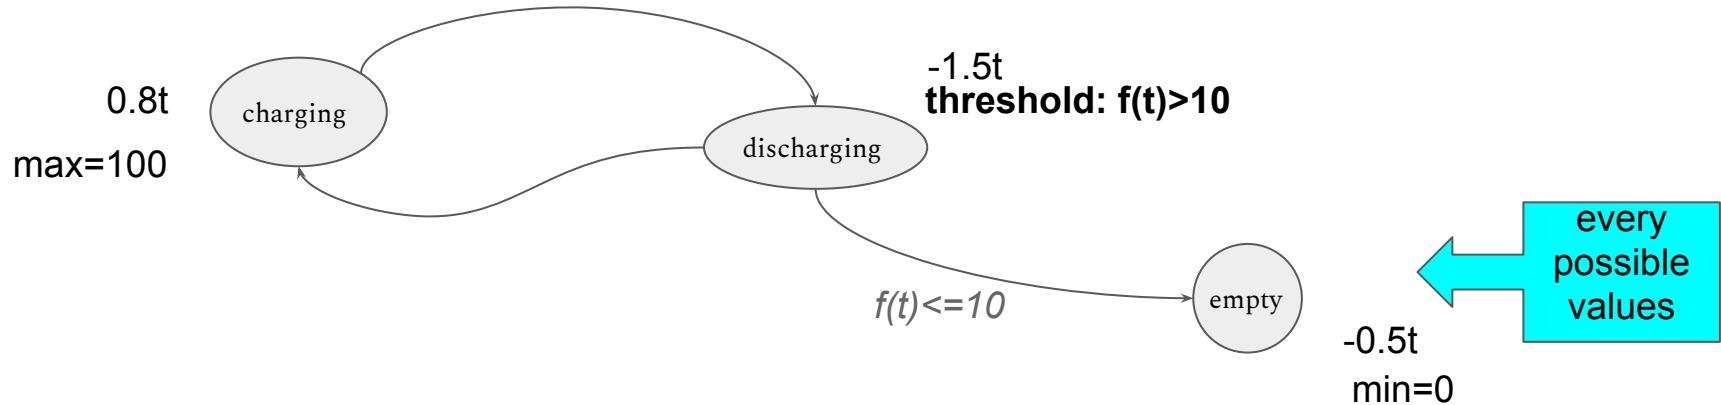 0.8t
max=100
charging
-1.5t
threshold: f(t)>10
discharging
f(t)<=10
empty
-0.5t
min=0
every
possible
values